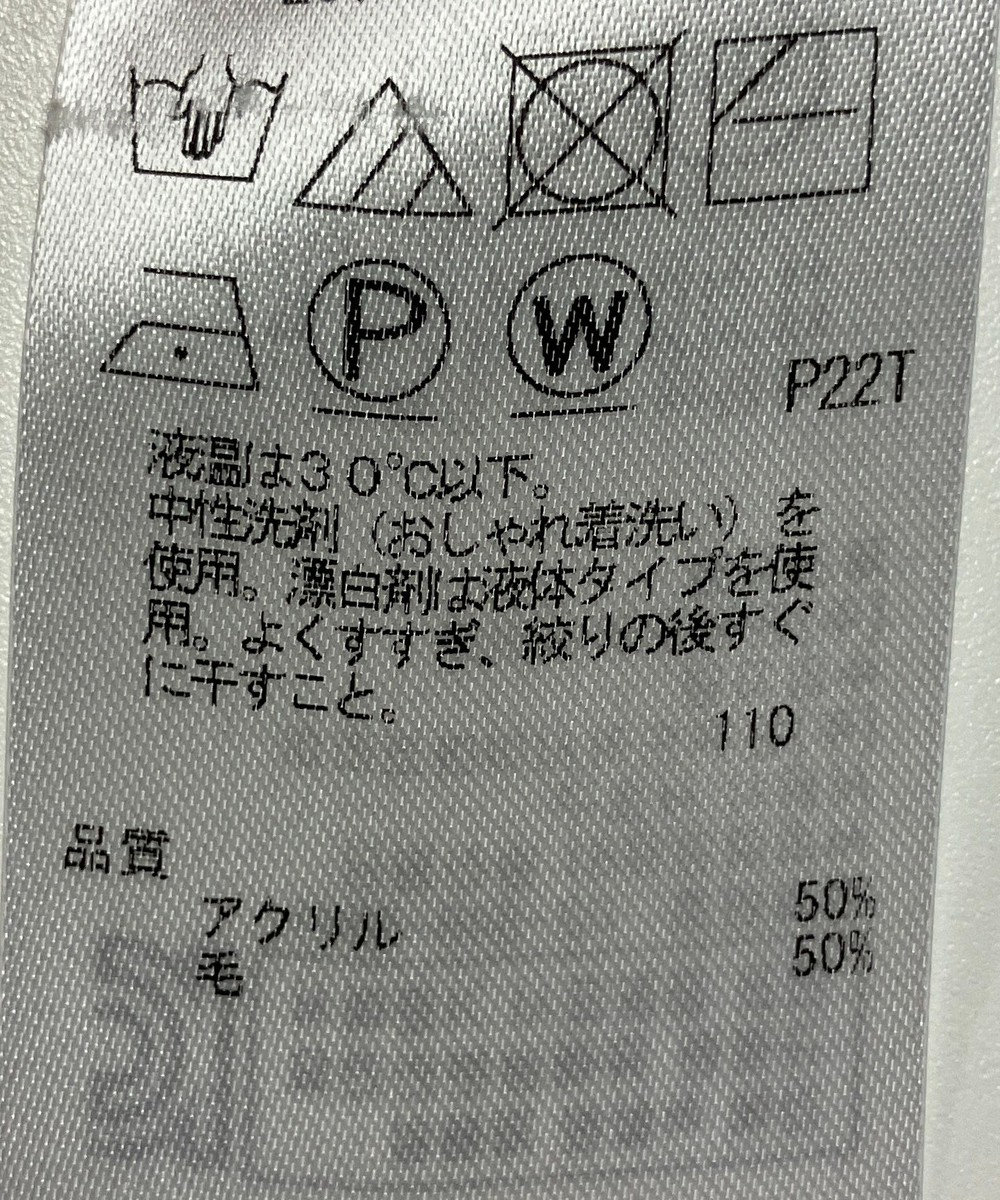 P
W
P22T
液温は30℃以下。
中性洗剤(おしゃれ着洗い)を
使用。漂白剤は液体タイプを使
用。よくすすぎ、絞りの後すぐ
に干すこと。
110
品質
アクリル 50%
毛 50%